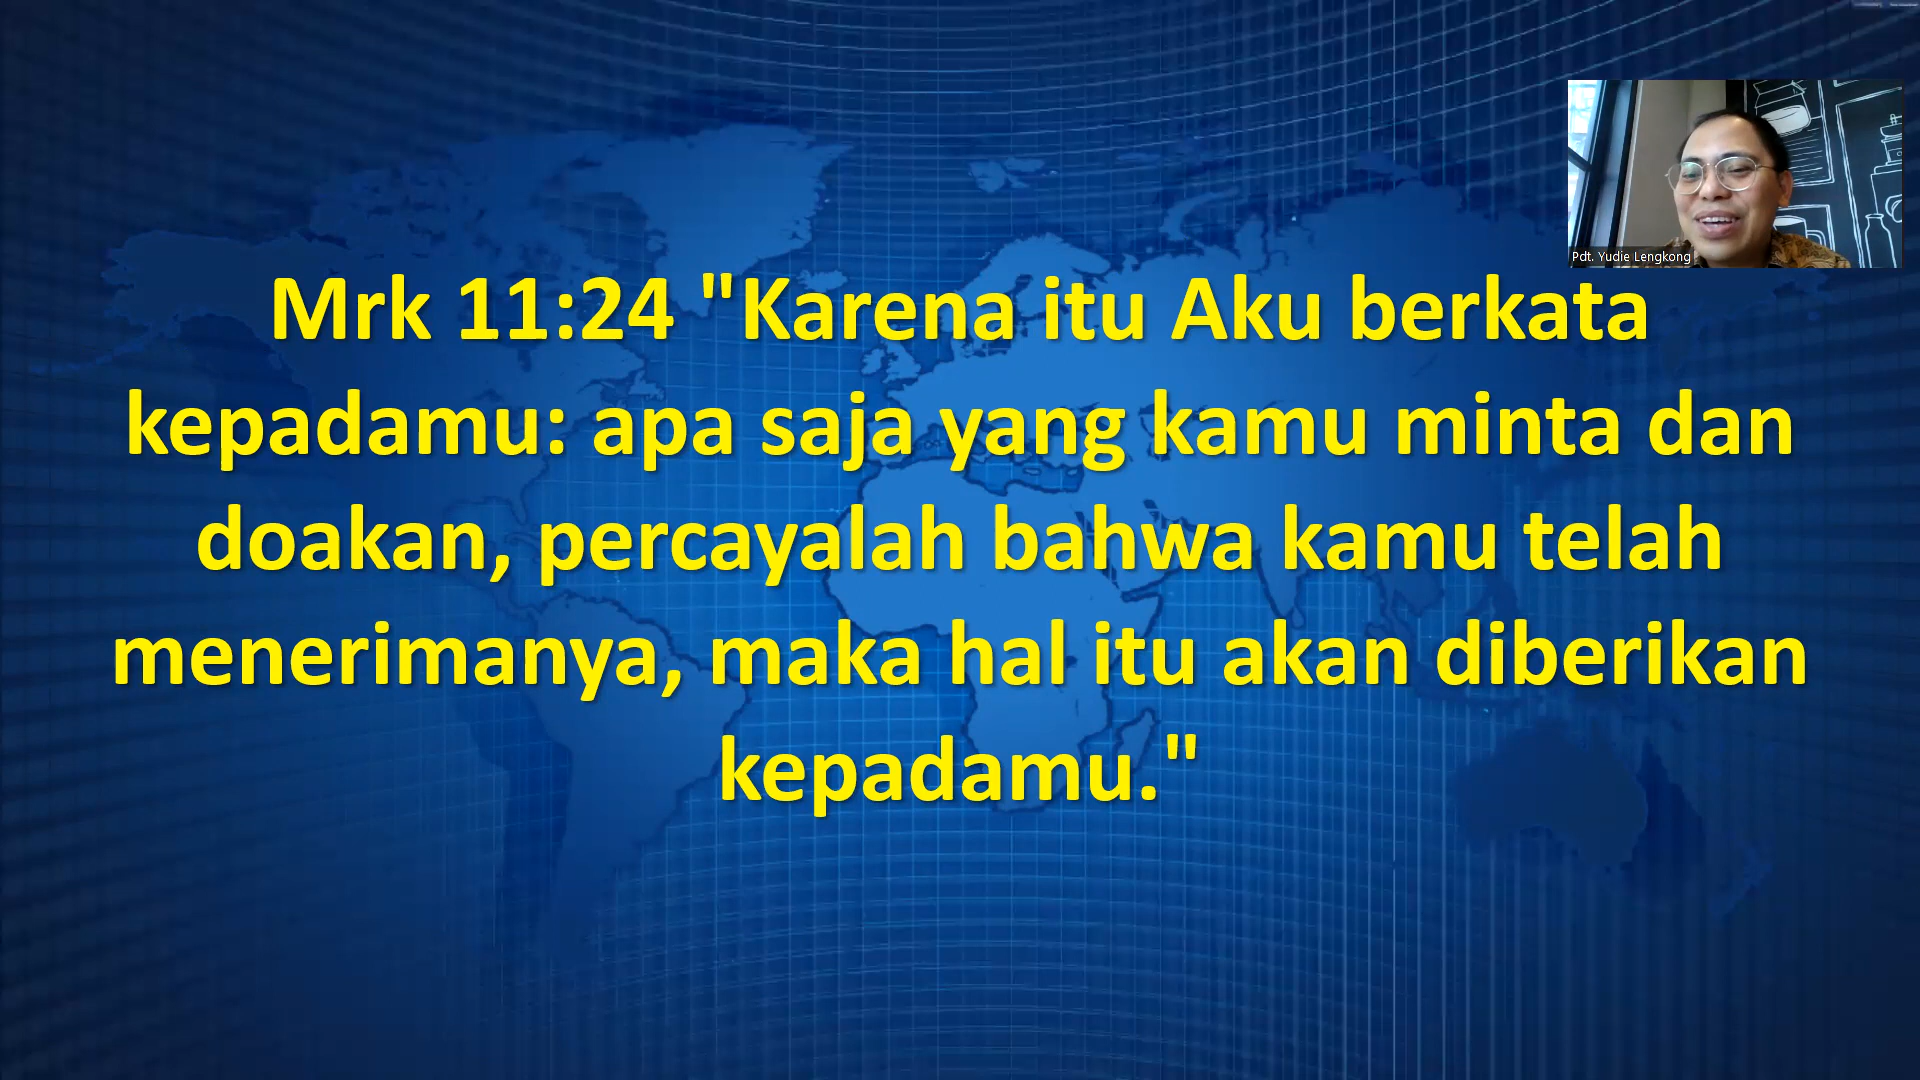 Pdt. Yudie Lengkong
Mrk 11:24 "Karena itu Aku berkata
kepadamu: apa saja yang kamu minta dan
doakan, percayalah bahwa kamu telah
menerimanya, maka hal itu akan diberikan
kepadamu."